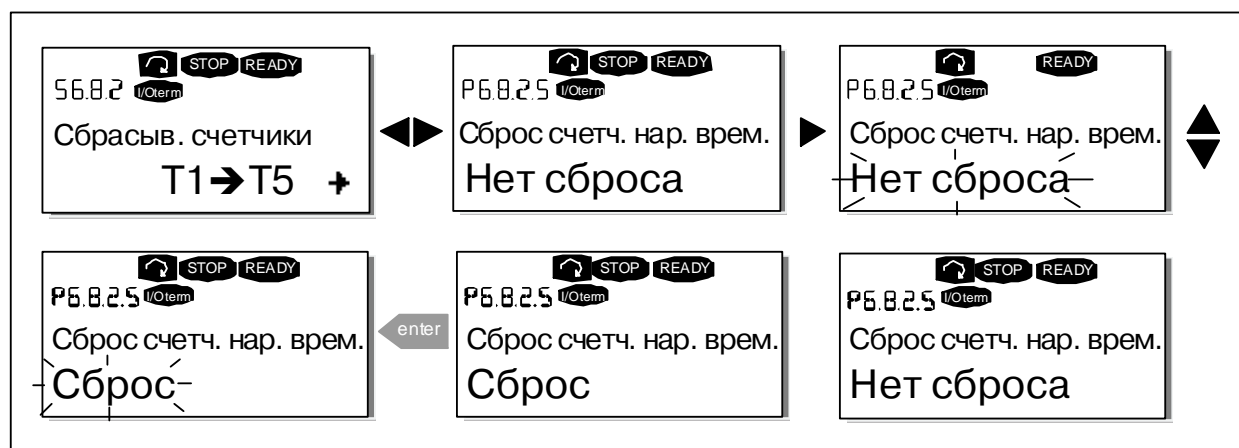 STOP READY
S6.8.2 I/Oterm
Сбрасыв. счетчики
T1➔T5
STOP READY
P6.8.2.5 I/Oterm
Сброс счетч. нар. врем.
Нет сброса
READY
P6.8.2.5 I/Oterm
Сброс счетч. нар. врем.
Нет сброса
STOP READY
P6.8.2.5 I/Oterm
Сброс счетч. нар. врем.
Сброс
enter
STOP READY
P6.8.2.5 I/Oterm
Сброс счетч. нар. врем.
Сброс
STOP READY
P6.8.2.5 I/Oterm
Сброс счетч. нар. врем.
Нет сброса